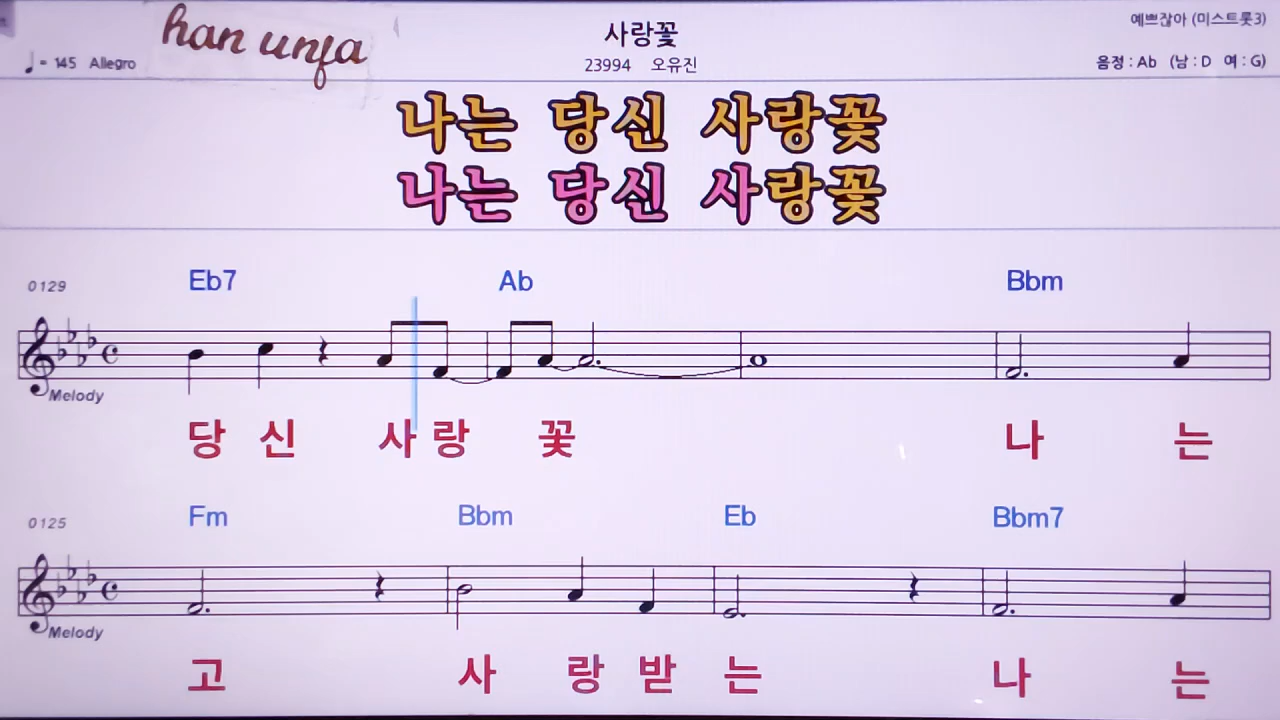 han unja
사랑꽃
예쁘잖아 (미스트롯3)
♩= 145 Allegro
23994 오유진
음정 : Ab (남 : D 여 : G)
나는 당신 사랑꽃
나는 당신 사랑꽃
0129 Eb7 Ab Bbm
Melody
당 신 사 랑 꽃 나 는
0125 Fm Bbm Eb Bbm7
Melody
고 사 랑 받 는 나 는